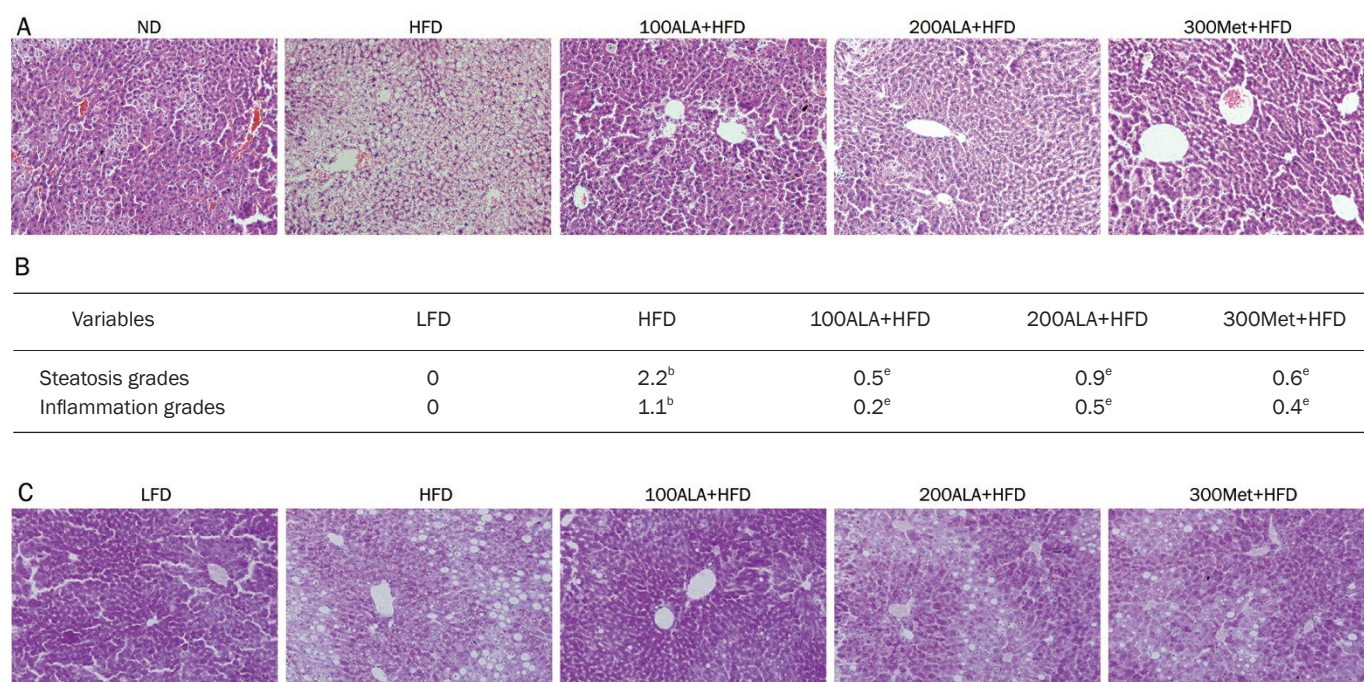 A
ND HFD 100ALA+HFD 200ALA+HFD 300Met+HFD
B
Variables LFD HFD 100ALA+HFD 200ALA+HFD 300Met+HFD
Steatosis grades 0 2.2ᵇ 0.5ᵉ 0.9ᵉ 0.6ᵉ
Inflammation grades 0 1.1ᵇ 0.2ᵉ 0.5ᵉ 0.4ᵉ
C
LFD HFD 100ALA+HFD 200ALA+HFD 300Met+HFD